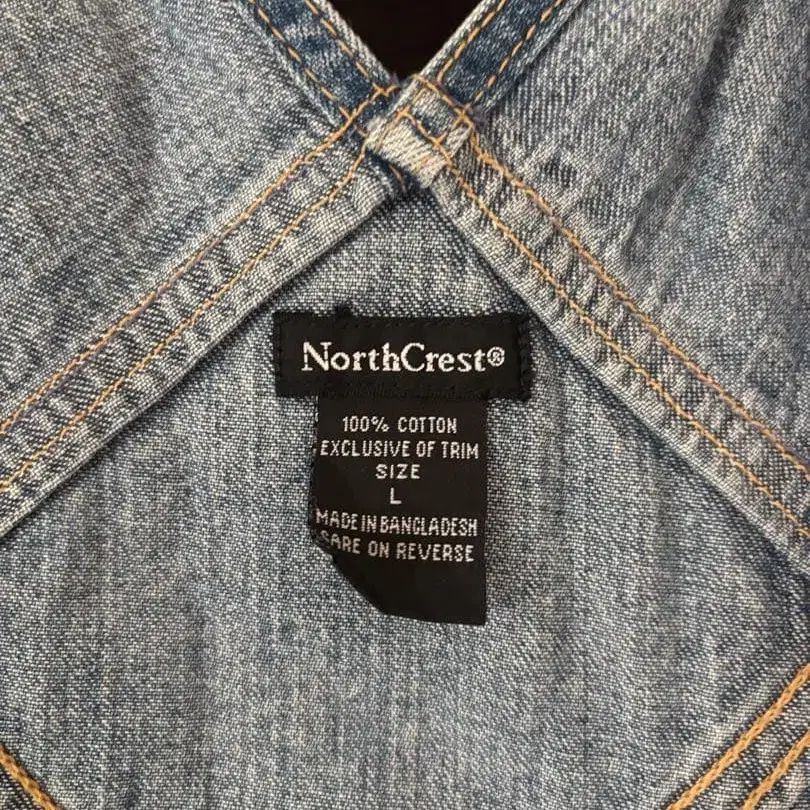 NorthCrest®
100% COTTON
EXCLUSIVE OF TRIM
SIZE
L
MADE IN BANGLADESH
CARE ON REVERSE